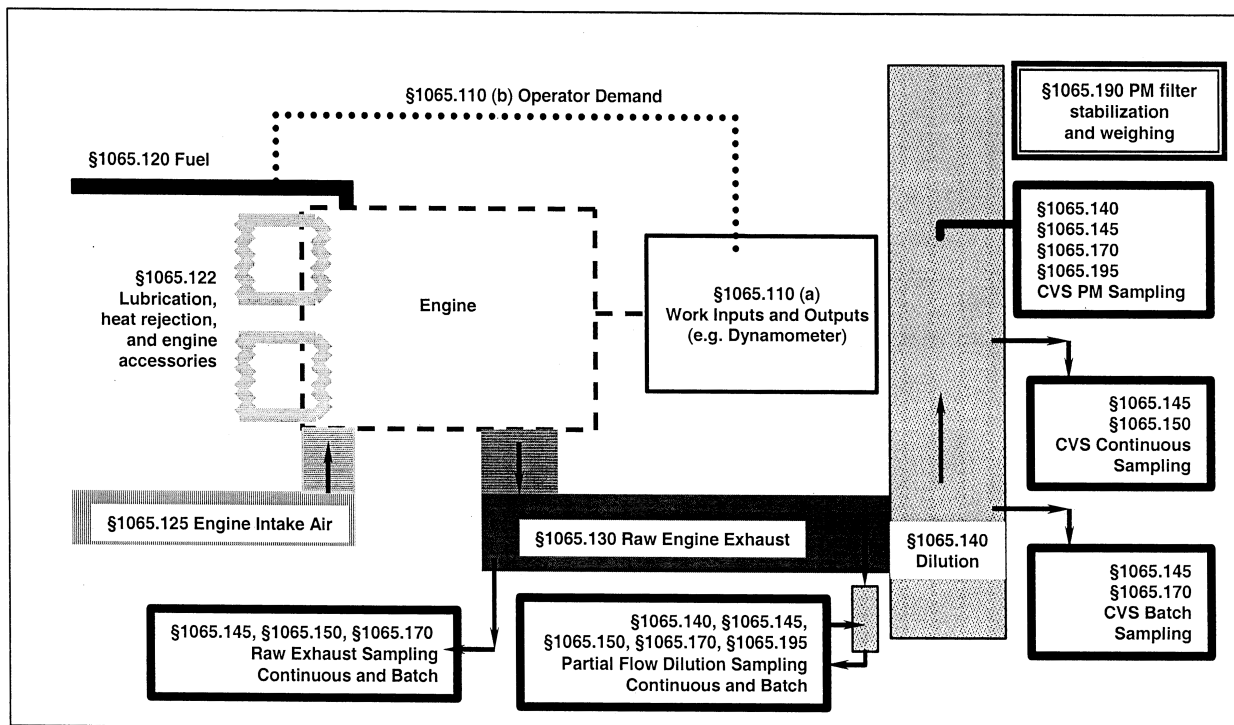 §1065.110 (b) Operator Demand
§1065.190 PM filter
stabilization
and weighing
§1065.120 Fuel
§1065.140
§1065.145
§1065.170
§1065.195
CVS PM Sampling
§1065.122
Lubrication,
heat rejection,
and engine
accessories
Engine
§1065.110 (a)
Work Inputs and Outputs
(e.g. Dynamometer)
§1065.145
§1065.150
CVS Continuous
Sampling
§1065.125 Engine Intake Air
§1065.130 Raw Engine Exhaust
§1065.140
Dilution
§1065.145
§1065.170
CVS Batch
Sampling
§1065.145, §1065.150, §1065.170
Raw Exhaust Sampling
Continuous and Batch
§1065.140, §1065.145,
§1065.150, §1065.170, §1065.195
Partial Flow Dilution Sampling
Continuous and Batch